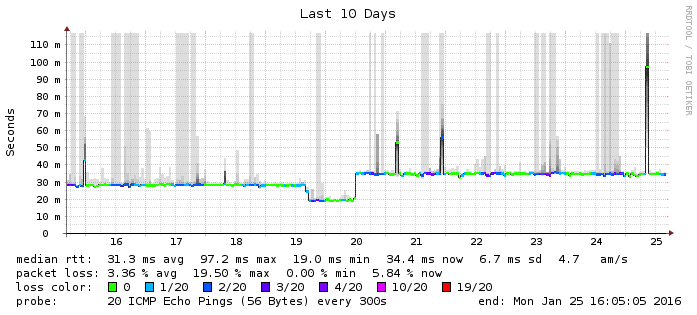 Last 10 Days
RRDTOOL / TOBI OETIKER
Seconds
110 m
100 m
90 m
80 m
70 m
60 m
50 m
40 m
30 m
20 m
10 m
0
16 17 18 19 20 21 22 23 24 25
median rtt: 31.3 ms avg 97.2 ms max 19.0 ms min 34.4 ms now 6.7 ms sd 4.7 am/s
packet loss: 3.36 % avg 19.50 % max 0.00 % min 5.84 % now
loss color: 0 1/20 2/20 3/20 4/20 10/20 19/20
probe: 20 ICMP Echo Pings (56 Bytes) every 300s end: Mon Jan 25 16:05:05 2016